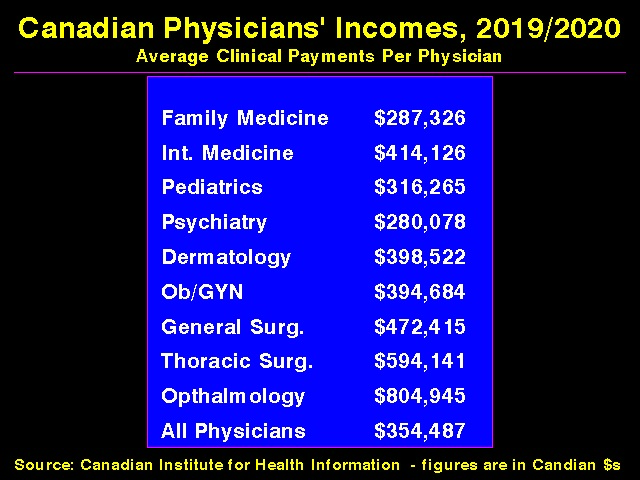 Canadian Physicians' Incomes, 2019/2020
Average Clinical Payments Per Physician
Family Medicine $287,326
Int. Medicine $414,126
Pediatrics $316,265
Psychiatry $280,078
Dermatology $398,522
Ob/GYN $394,684
General Surg. $472,415
Thoracic Surg. $594,141
Opthalmology $804,945
All Physicians $354,487
Source: Canadian Institute for Health Information - figures are in Candian $s